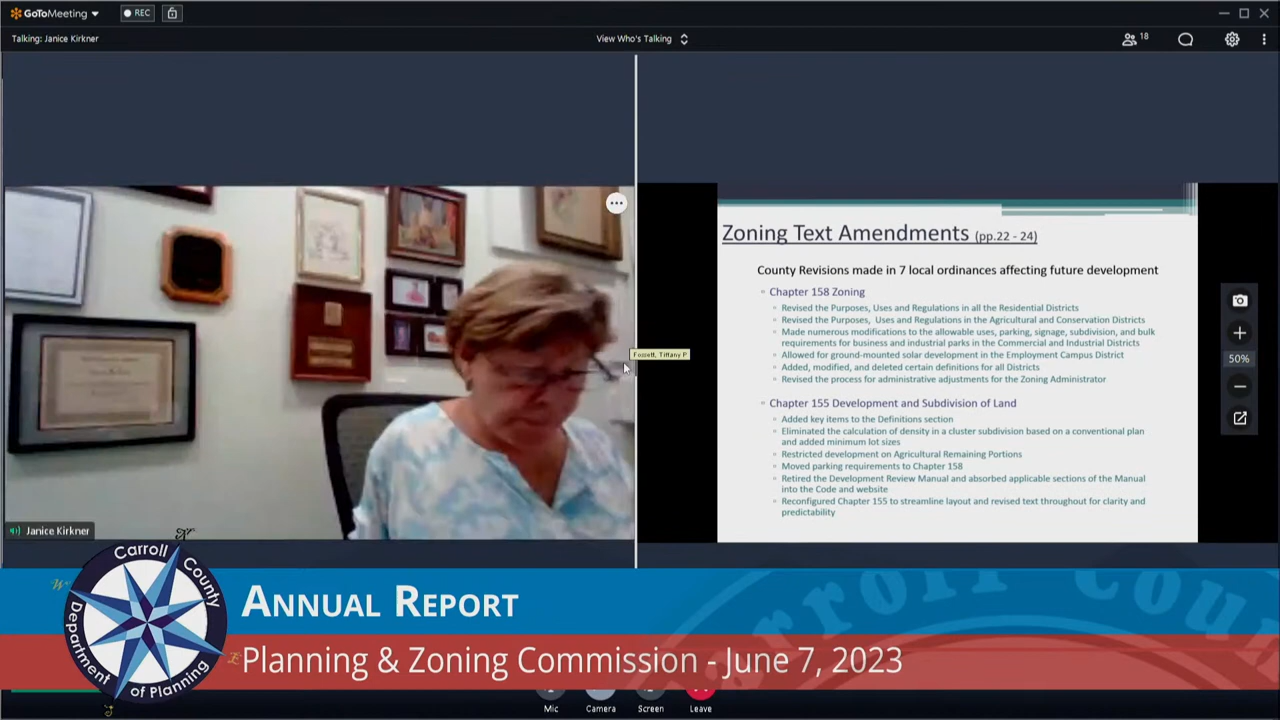 GoToMeeting
REC
Talking: Janice Kirkner
View Who's Talking
18
Zoning Text Amendments (pp.22 - 24)
County Revisions made in 7 local ordinances affecting future development
Chapter 158 Zoning
Revised the Purposes, Uses and Regulations in all the Residential Districts
Revised the Purposes, Uses and Regulations in the Agricultural and Conservation Districts
Made numerous modifications to the allowable uses, parking, signage, subdivision, and bulk
requirements for business and industrial parks in the Commercial and Industrial Districts
Allowed for ground-mounted solar development in the Employment Campus District
Added, modified, and deleted certain definitions for all Districts
Revised the process for administrative adjustments for the Zoning Administrator
Chapter 155 Development and Subdivision of Land
Added key items to the Definitions section
Eliminated the calculation of density in a cluster subdivision based on a conventional plan
and added minimum lot sizes
Restricted development on Agricultural Remaining Portions
Moved parking requirements to Chapter 158
Retired the Development Review Manual and absorbed applicable sections of the Manual
into the Code and website
Reconfigured Chapter 155 to streamline layout and revised text throughout for clarity and
predictability
50%
Fossett, Tiffany P
Janice Kirkner
Carroll County
Department of Planning
Annual Report
Planning & Zoning Commission - June 7, 2023
Mic
Camera
Screen
Leave